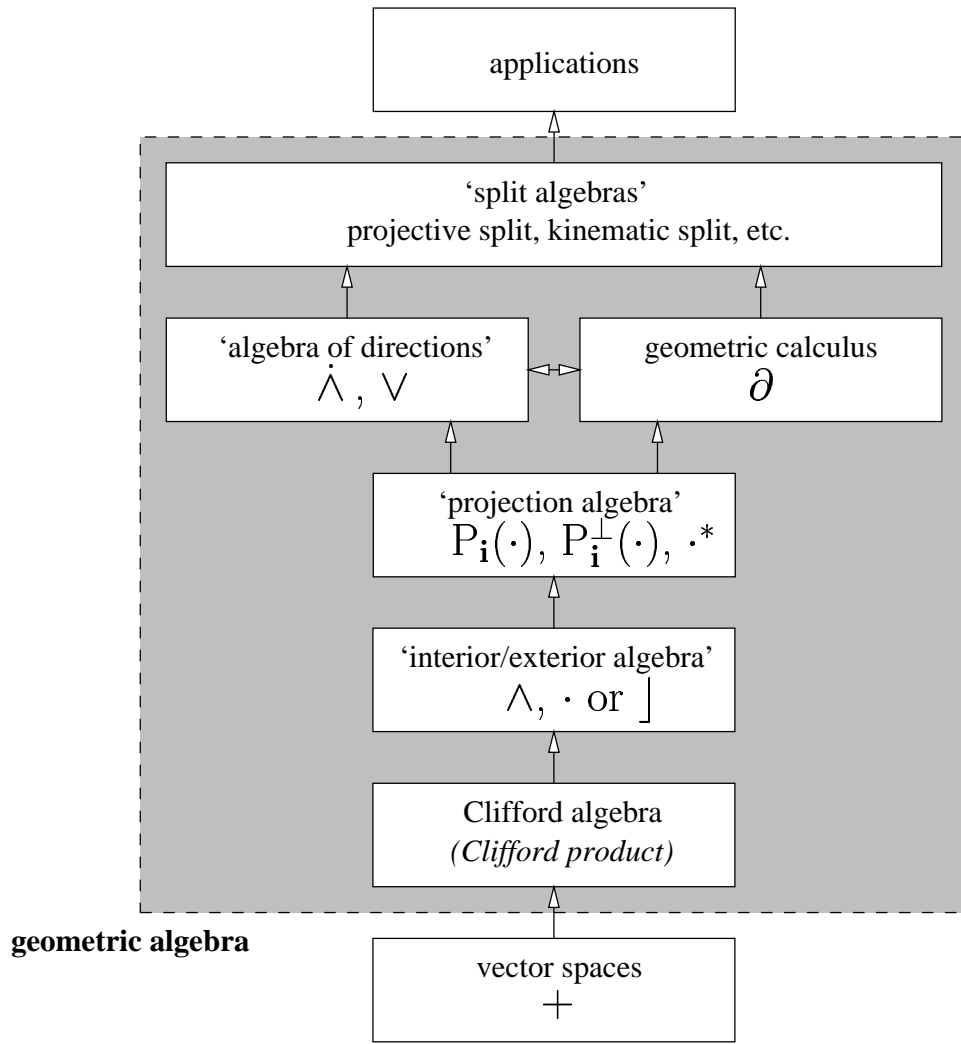 applications
‘split algebras’
projective split, kinematic split, etc.
‘algebra of directions’
∧̇ , ∨
geometric calculus
∂
‘projection algebra’
P𝐢(·), P𝐢⊥(·), ·*
‘interior/exterior algebra’
∧, · or ⌋
Clifford algebra
(Clifford product)
geometric algebra
vector spaces
+